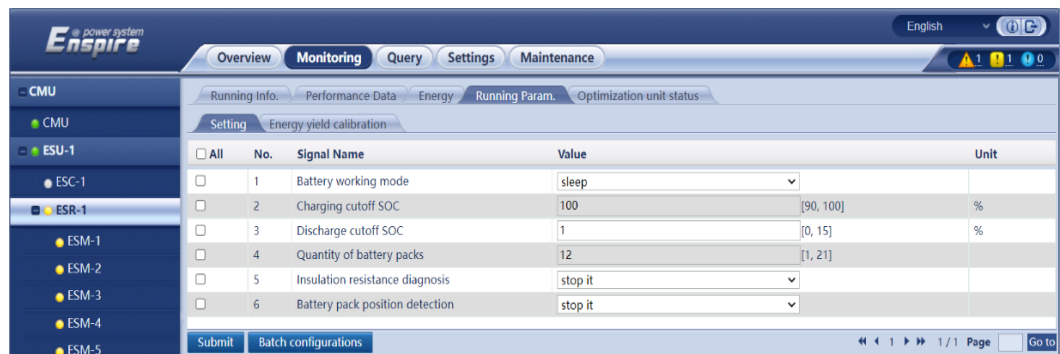 Enspire e power system
English
Overview Monitoring Query Settings Maintenance 1 1 0
CMU
CMU
ESU-1
ESC-1
ESR-1
ESM-1
ESM-2
ESM-3
ESM-4
ESM-5
Running Info. Performance Data Energy Running Param. Optimization unit status
Setting Energy yield calibration
All No. Signal Name Value Unit
1 Battery working mode sleep
2 Charging cutoff SOC 100 [90, 100] %
3 Discharge cutoff SOC 1 [0, 15] %
4 Quantity of battery packs 12 [1, 21]
5 Insulation resistance diagnosis stop it
6 Battery pack position detection stop it
Submit Batch configurations 1 1 / 1 Page Go to